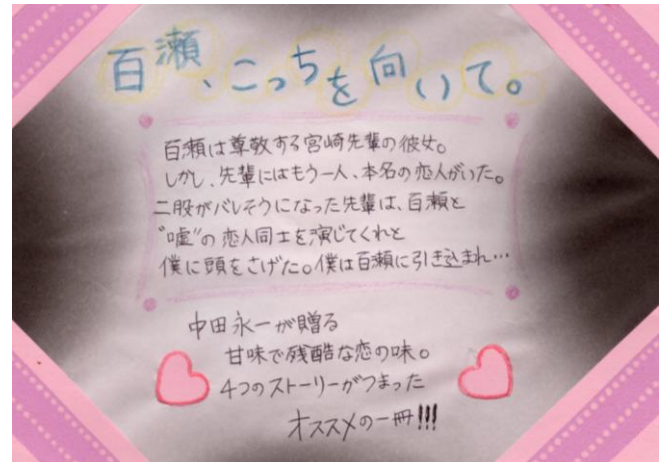 百瀬、こっちを向いて。
百瀬は尊敬する宮崎先輩の彼女。
しかし、先輩にはもう一人、本名の恋人がいた。
二股がバレそうになった先輩は、百瀬と
"嘘"の恋人同士を演じてくれと
僕に頭をさげた。僕は百瀬に引き込まれ…
中田永一が贈る
甘味で残酷な恋の味。
4つのストーリーがつまった
オススメの一冊!!!